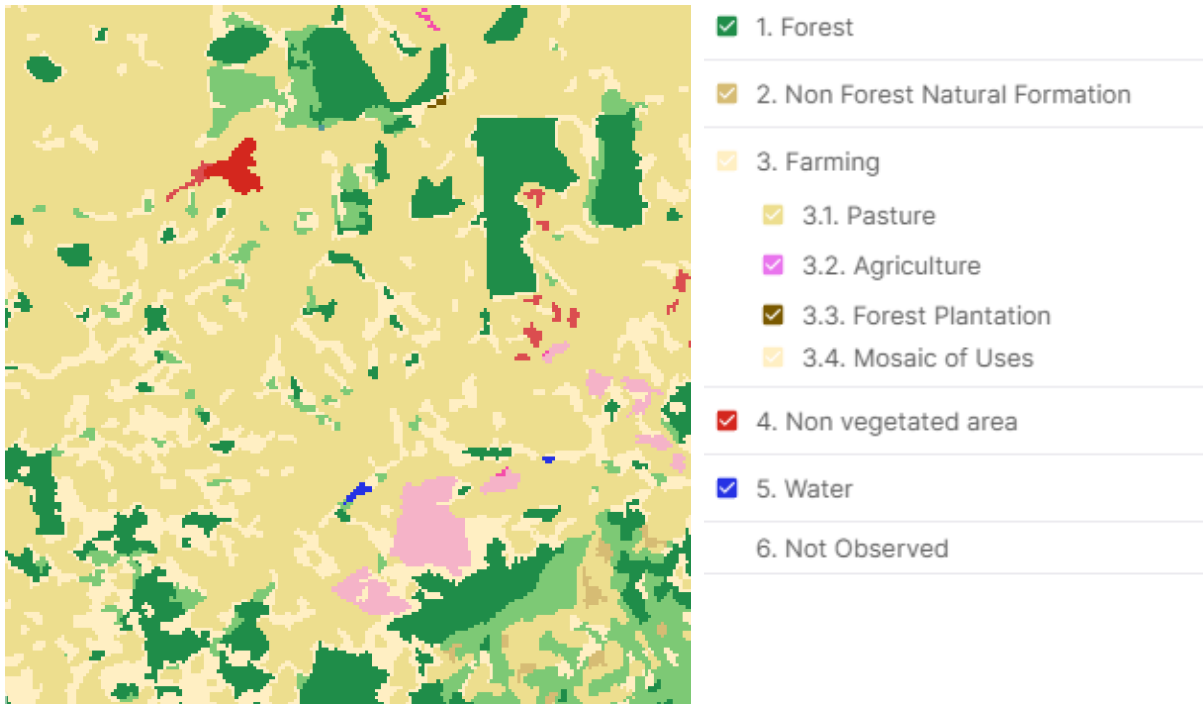 1. Forest
2. Non Forest Natural Formation
3. Farming
3.1. Pasture
3.2. Agriculture
3.3. Forest Plantation
3.4. Mosaic of Uses
4. Non vegetated area
5. Water
6. Not Observed